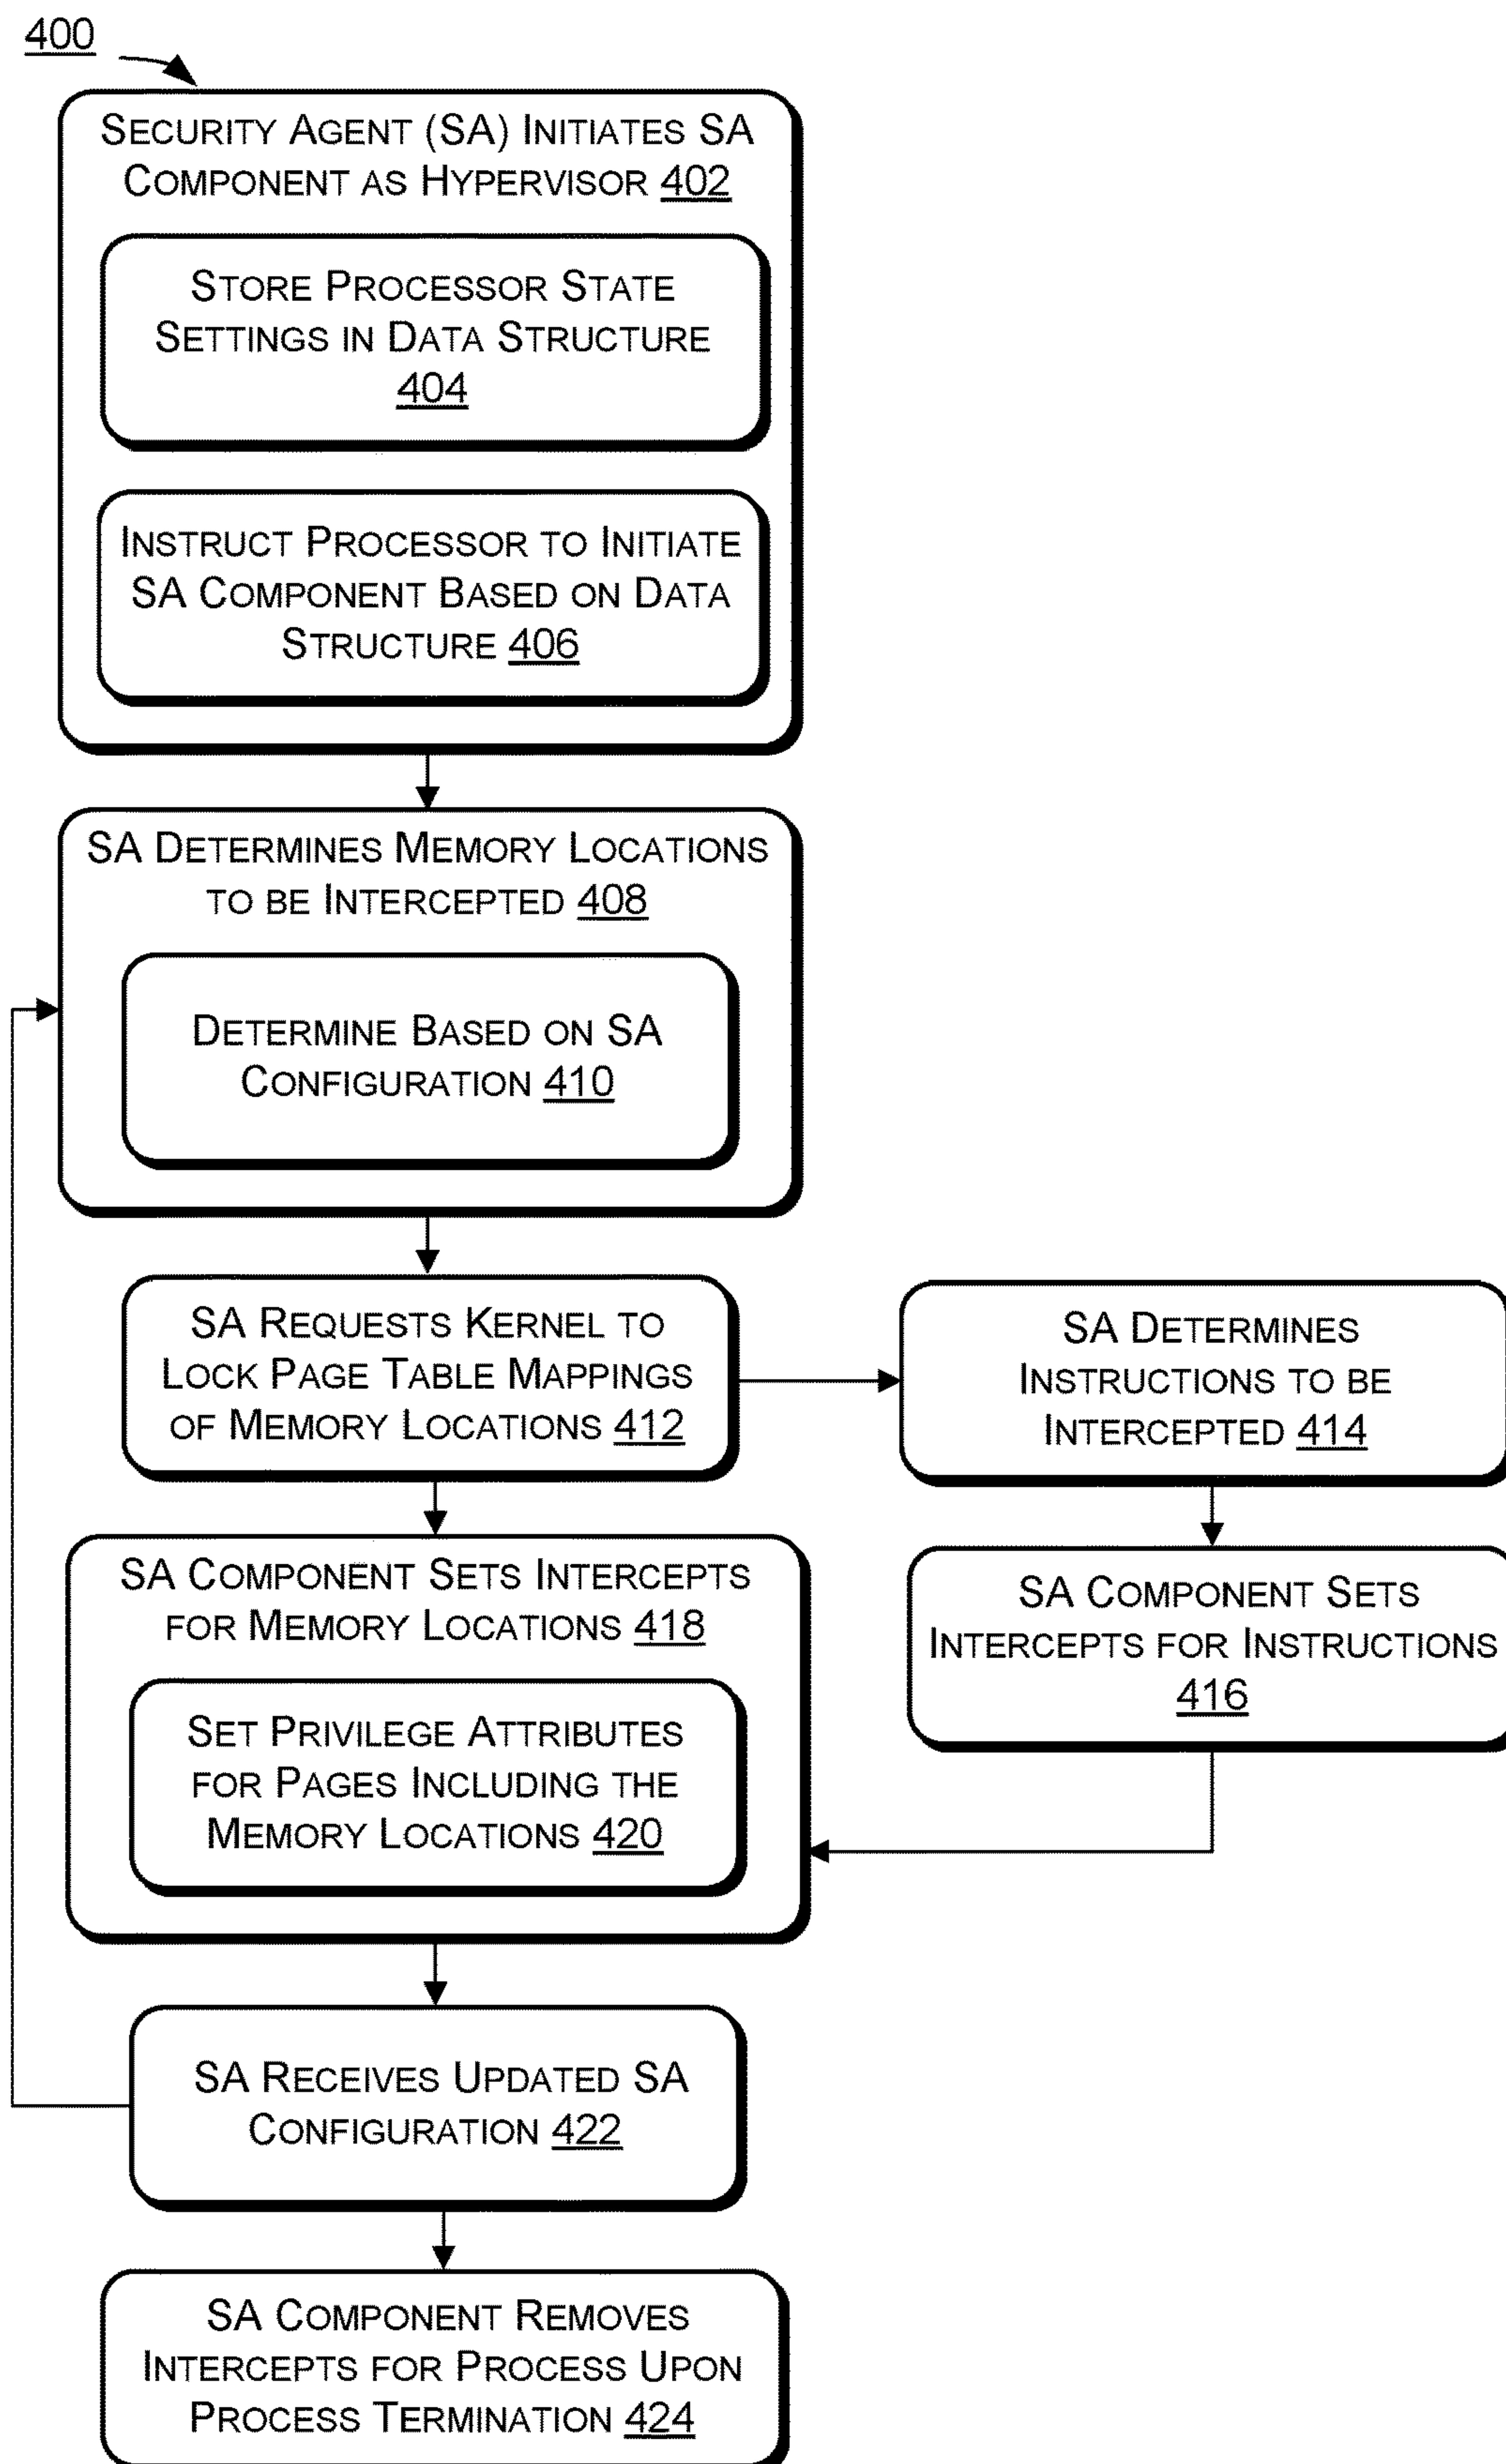 400
SECURITY AGENT (SA) INITIATES SA
COMPONENT AS HYPERVISOR 402
STORE PROCESSOR STATE
SETTINGS IN DATA STRUCTURE
404
INSTRUCT PROCESSOR TO INITIATE
SA COMPONENT BASED ON DATA
STRUCTURE 406
SA DETERMINES MEMORY LOCATIONS
TO BE INTERCEPTED 408
DETERMINE BASED ON SA
CONFIGURATION 410
SA REQUESTS KERNEL TO
LOCK PAGE TABLE MAPPINGS
OF MEMORY LOCATIONS 412
SA DETERMINES
INSTRUCTIONS TO BE
INTERCEPTED 414
SA COMPONENT SETS
INTERCEPTS FOR INSTRUCTIONS
416
SA COMPONENT SETS INTERCEPTS
FOR MEMORY LOCATIONS 418
SET PRIVILEGE ATTRIBUTES
FOR PAGES INCLUDING THE
MEMORY LOCATIONS 420
SA RECEIVES UPDATED SA
CONFIGURATION 422
SA COMPONENT REMOVES
INTERCEPTS FOR PROCESS UPON
PROCESS TERMINATION 424